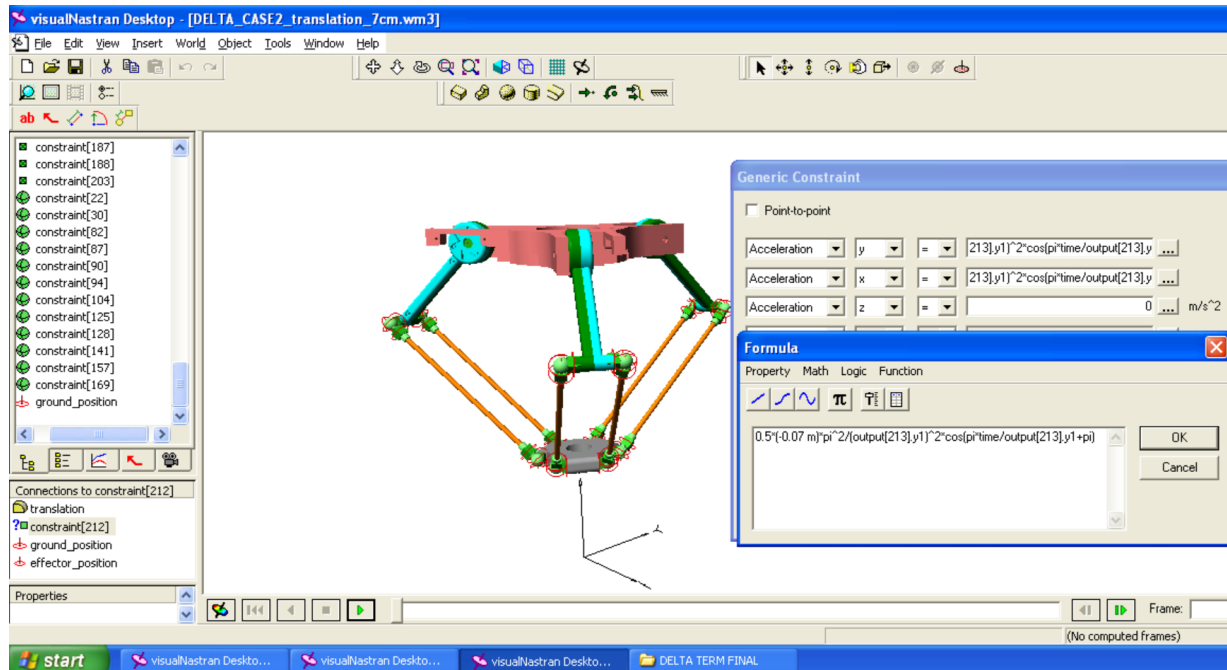 visualNastran Desktop - [DELTA_CASE2_translation_7cm.wm3]
File Edit View Insert World Object Tools Window Help
ab
constraint[187]
constraint[188]
constraint[203]
constraint[22]
constraint[30]
constraint[82]
constraint[87]
constraint[90]
constraint[94]
constraint[104]
constraint[125]
constraint[128]
constraint[141]
constraint[157]
constraint[169]
ground_position
Connections to constraint[212]
translation
constraint[212]
ground_position
effector_position
Properties
Generic Constraint
Point-to-point
Acceleration y = 213].y1)^2*cos(pi*time/output[213].y ...
Acceleration x = 213].y1)^2*cos(pi*time/output[213].y ...
Acceleration z = 0 ... m/s^2
Formula
Property Math Logic Function
π
0.5*(-0.07 m)*pi^2/(output[213].y1)^2*cos(pi*time/output[213].y1+pi)
OK
Cancel
Frame:
(No computed frames)
start visualNastran Deskto... visualNastran Deskto... visualNastran Deskto... DELTA TERM FINAL